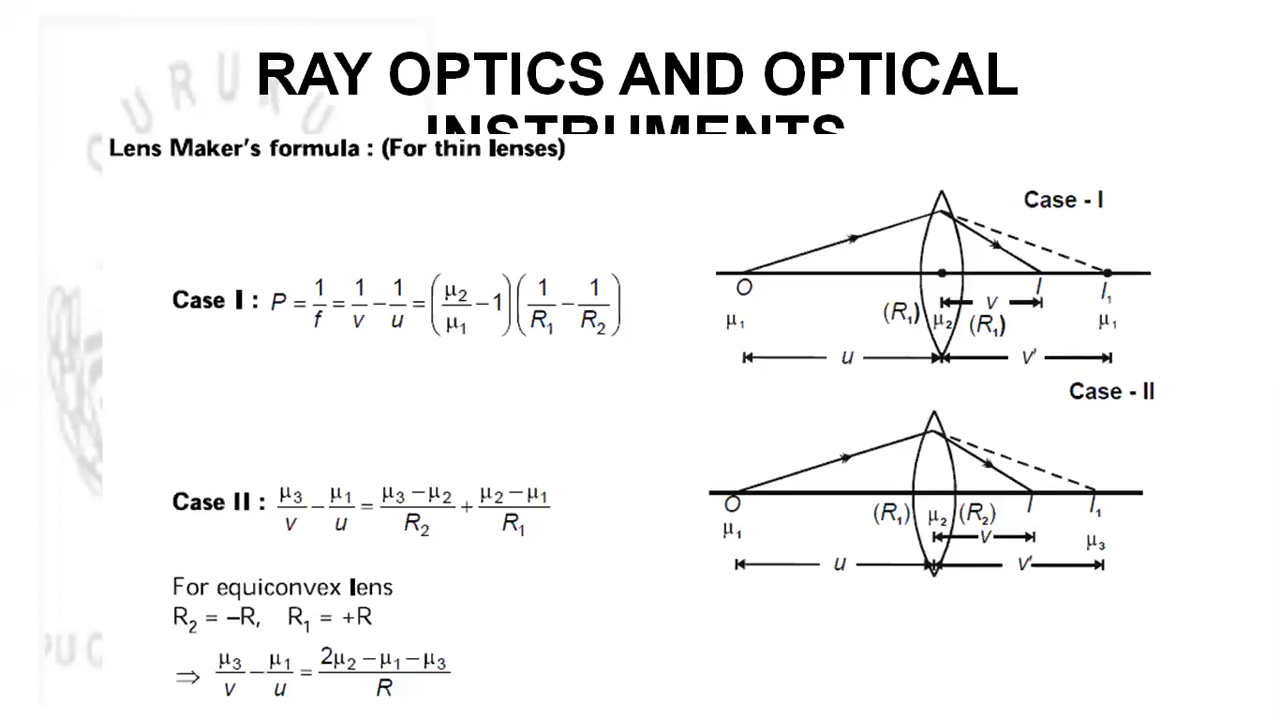 RAY OPTICS AND OPTICAL
INSTRUMENTS
Lens Maker's formula : (For thin lenses)
Case I : P = 1/f = 1/v − 1/u = (μ₂/μ₁ − 1)(1/R₁ − 1/R₂)
Case - I
O I I₁
μ₁ (R₁) μ₂ v (R₁) μ₁
u v'
Case - II
Case II : μ₃/v − μ₁/u = (μ₃ − μ₂)/R₂ + (μ₂ − μ₁)/R₁
O I I₁
μ₁ (R₁) μ₂ (R₂) v μ₃
u v'
For equiconvex lens
R₂ = –R, R₁ = +R
⇒ μ₃/v − μ₁/u = (2μ₂ − μ₁ − μ₃)/R